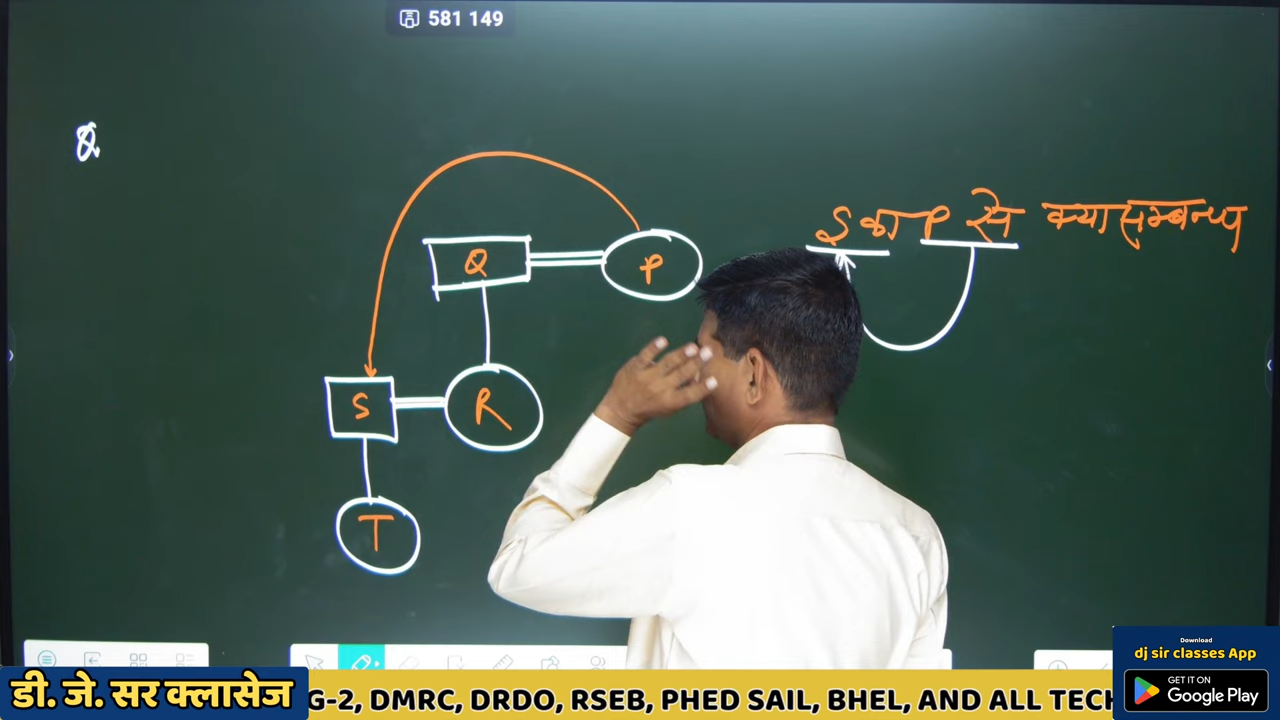 581 149
Q
S का P से क्या सम्बन्ध
Q
P
S
R
T
Download
dj sir classes App
GET IT ON
Google Play
डी. जे. सर क्लासेज
G-2, DMRC, DRDO, RSEB, PHED SAIL, BHEL, AND ALL TECH